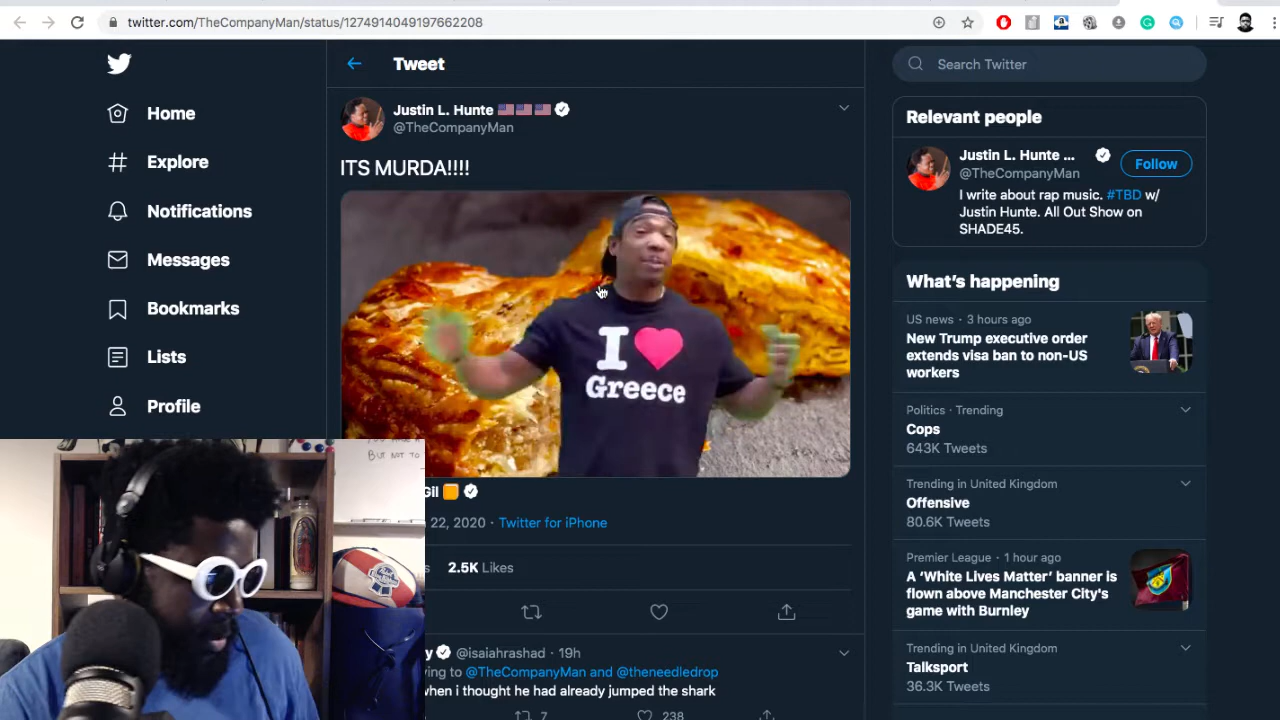 twitter.com/TheCompanyMan/status/1274914049197662208
Home
Explore
Notifications
Messages
Bookmarks
Lists
Profile
Tweet
Justin L. Hunte
@TheCompanyMan
ITS MURDA!!!!
I
Greece
Gil
22, 2020 · Twitter for iPhone
2.5K Likes
@isaiahrashad · 19h
@TheCompanyMan and @theneedledrop
when i thought he had already jumped the shark
7
238
BUT NOT TO
Search Twitter
Relevant people
Justin L. Hunte ...
@TheCompanyMan
Follow
I write about rap music. #TBD w/
Justin Hunte. All Out Show on
SHADE45.
What's happening
US news · 3 hours ago
New Trump executive order
extends visa ban to non-US
workers
Politics · Trending
Cops
643K Tweets
Trending in United Kingdom
Offensive
80.6K Tweets
Premier League · 1 hour ago
A 'White Lives Matter' banner is
flown above Manchester City's
game with Burnley
Trending in United Kingdom
Talksport
36.3K Tweets